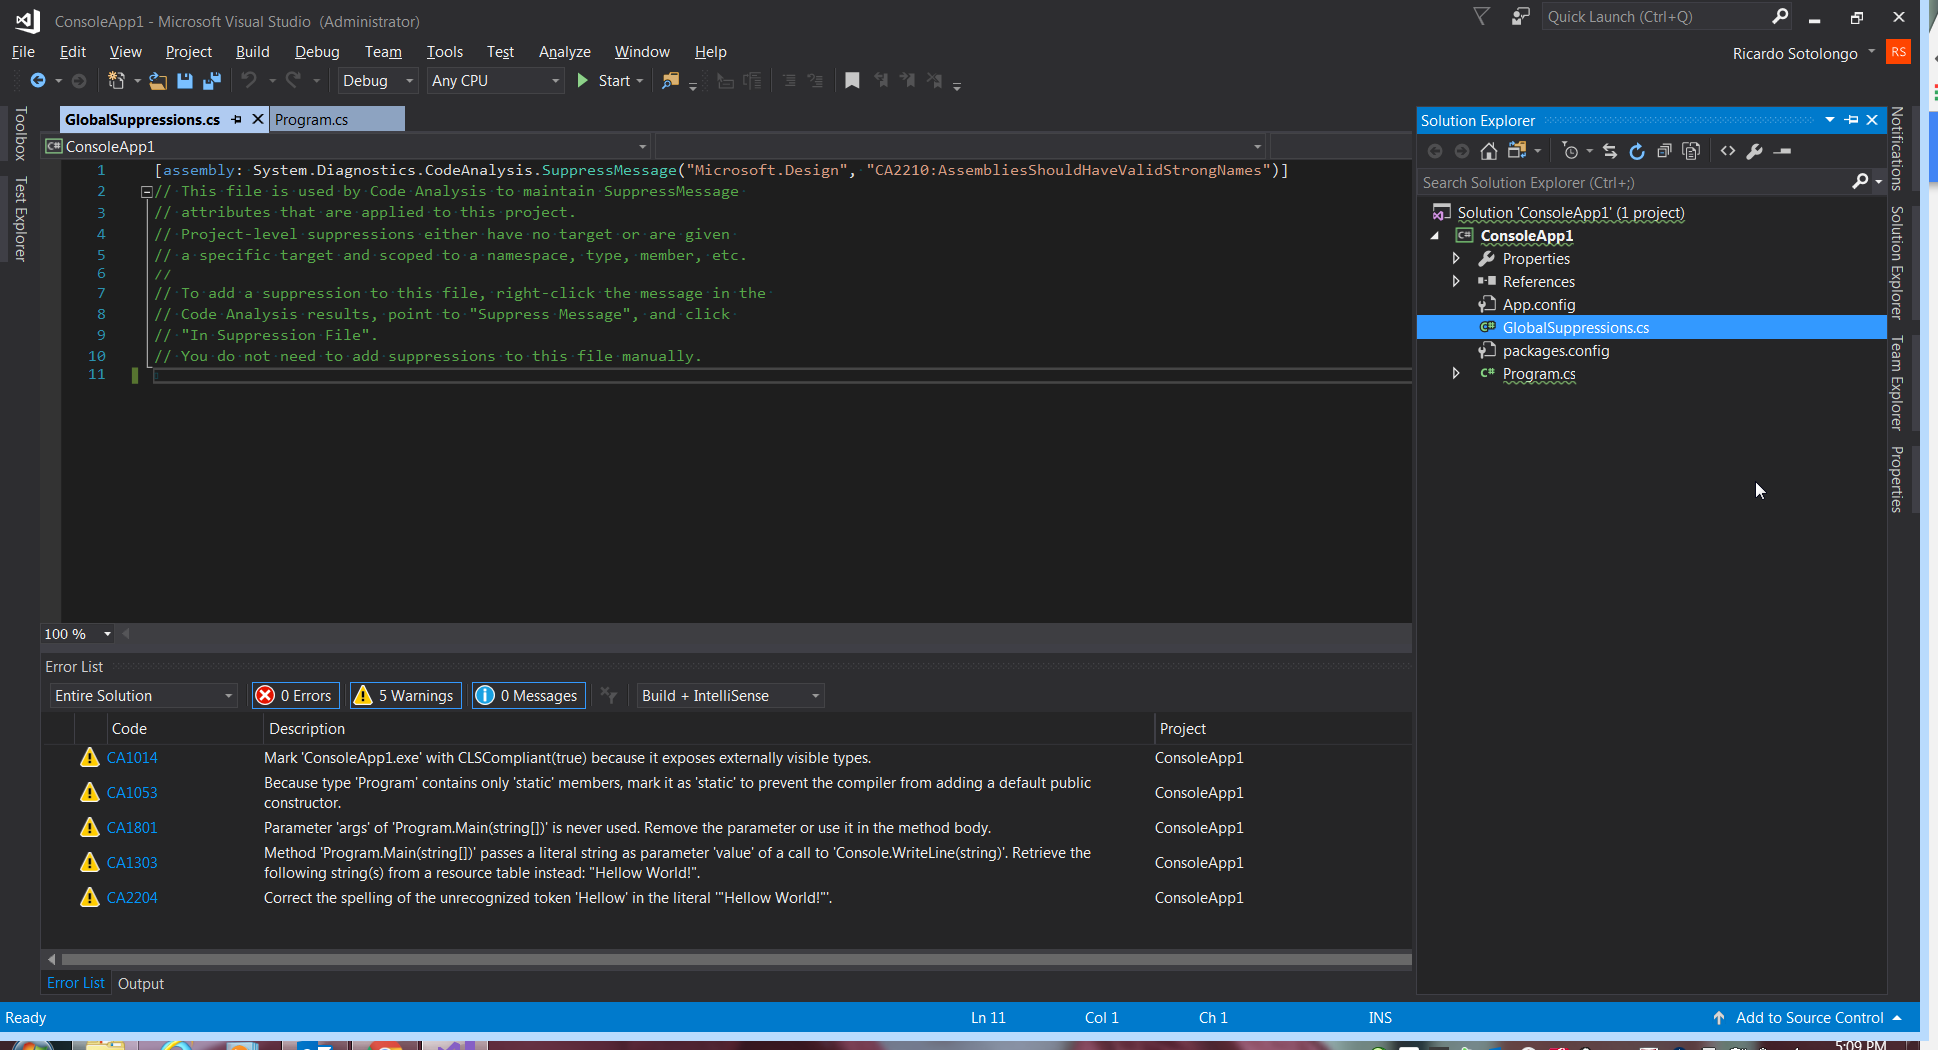 ConsoleApp1 - Microsoft Visual Studio (Administrator)
Quick Launch (Ctrl+Q)
File Edit View Project Build Debug Team Tools Test Analyze Window Help
Ricardo Sotolongo RS
Debug Any CPU Start
Toolbox
Test Explorer
GlobalSuppressions.cs Program.cs
C# ConsoleApp1
1 [assembly: System.Diagnostics.CodeAnalysis.SuppressMessage("Microsoft.Design", "CA2210:AssembliesShouldHaveValidStrongNames")]
2 // This file is used by Code Analysis to maintain SuppressMessage
3 // attributes that are applied to this project.
4 // Project-level suppressions either have no target or are given
5 // a specific target and scoped to a namespace, type, member, etc.
6 //
7 // To add a suppression to this file, right-click the message in the
8 // Code Analysis results, point to "Suppress Message", and click
9 // "In Suppression File".
10 // You do not need to add suppressions to this file manually.
11
100 %
Solution Explorer
Search Solution Explorer (Ctrl+;)
Solution 'ConsoleApp1' (1 project)
C# ConsoleApp1
Properties
References
App.config
C# GlobalSuppressions.cs
packages.config
C# Program.cs
Notifications
Solution Explorer
Team Explorer
Properties
Error List
Entire Solution 0 Errors 5 Warnings 0 Messages Build + IntelliSense
Code Description Project
CA1014 Mark 'ConsoleApp1.exe' with CLSCompliant(true) because it exposes externally visible types. ConsoleApp1
CA1053 Because type 'Program' contains only 'static' members, mark it as 'static' to prevent the compiler from adding a default public
constructor. ConsoleApp1
CA1801 Parameter 'args' of 'Program.Main(string[])' is never used. Remove the parameter or use it in the method body. ConsoleApp1
CA1303 Method 'Program.Main(string[])' passes a literal string as parameter 'value' of a call to 'Console.WriteLine(string)'. Retrieve the
following string(s) from a resource table instead: "Hellow World!". ConsoleApp1
CA2204 Correct the spelling of the unrecognized token 'Hellow' in the literal '"Hellow World!"'. ConsoleApp1
Error List Output
Ready Ln 11 Col 1 Ch 1 INS Add to Source Control
5:09 PM